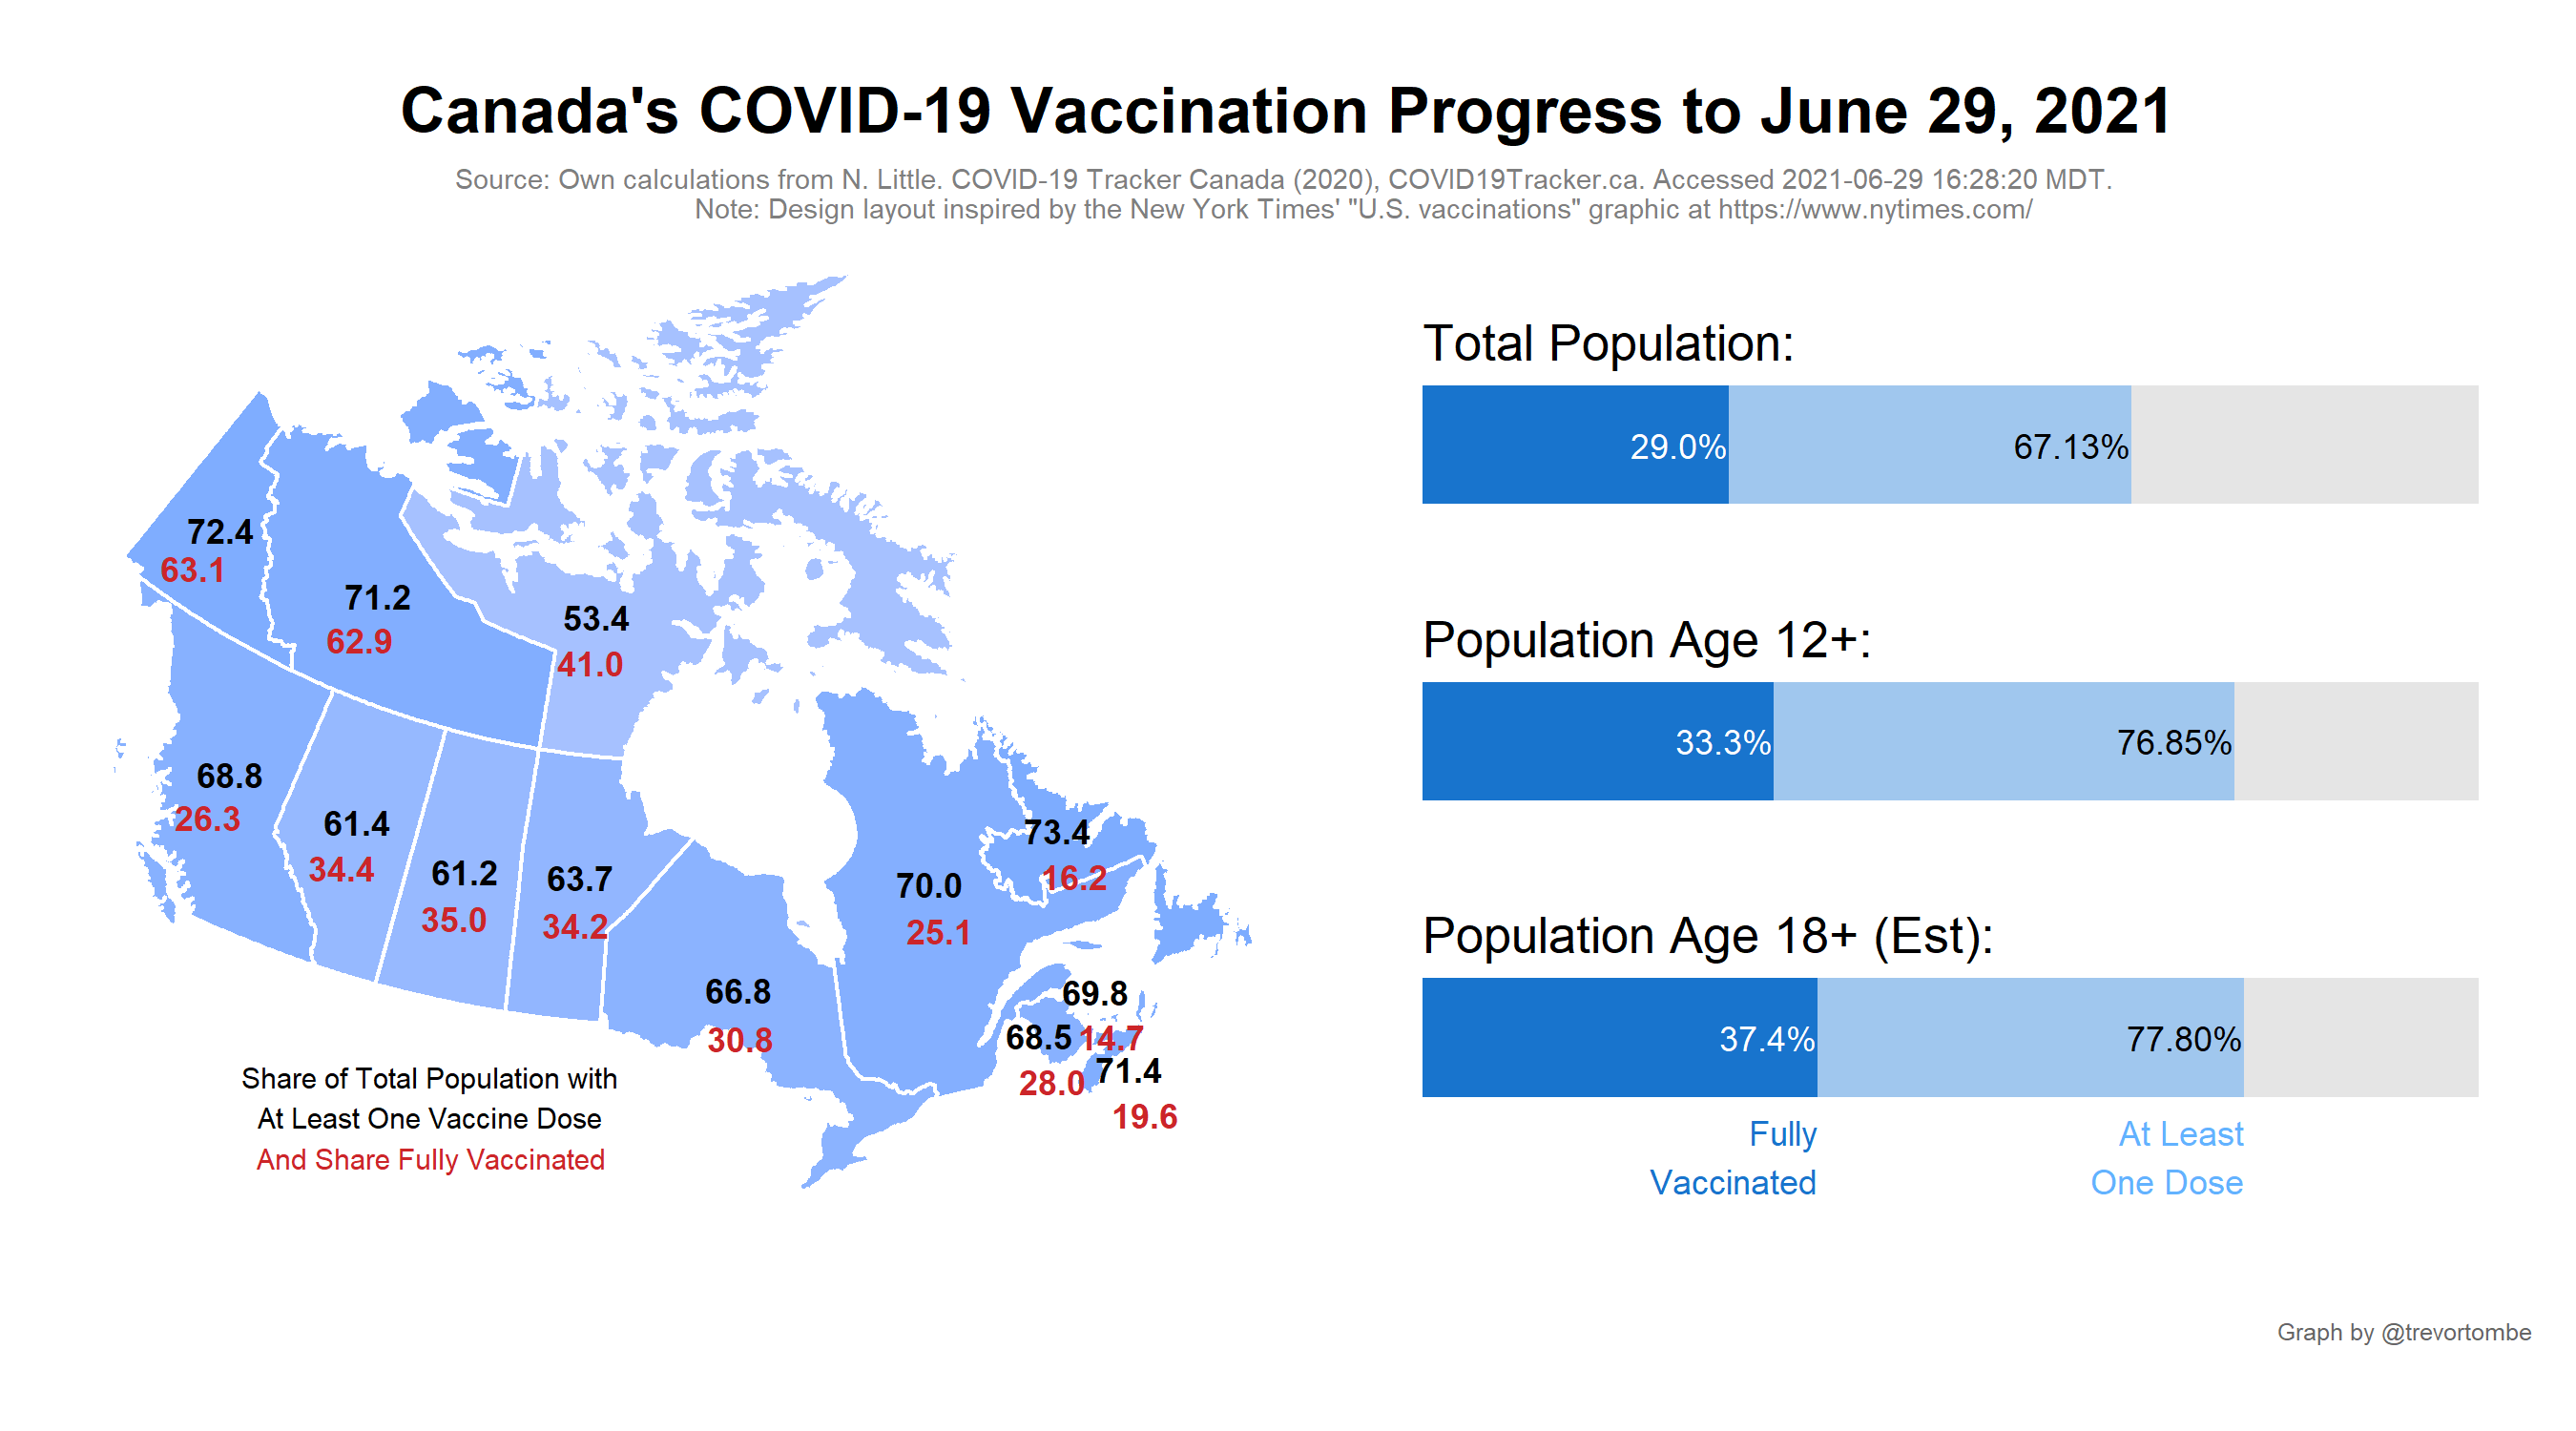 Canada's COVID-19 Vaccination Progress to June 29, 2021
Source: Own calculations from N. Little. COVID-19 Tracker Canada (2020), COVID19Tracker.ca. Accessed 2021-06-29 16:28:20 MDT.
Note: Design layout inspired by the New York Times' "U.S. vaccinations" graphic at https://www.nytimes.com/
72.4
63.1
71.2
62.9
53.4
41.0
68.8
26.3
61.4
34.4
61.2
35.0
63.7
34.2
66.8
30.8
70.0
25.1
73.4
16.2
69.8
14.7
68.5
28.0
71.4
19.6
Share of Total Population with
At Least One Vaccine Dose
And Share Fully Vaccinated
Total Population:
29.0% 67.13%
Population Age 12+:
33.3% 76.85%
Population Age 18+ (Est):
37.4% 77.80%
Fully
Vaccinated
At Least
One Dose
Graph by @trevortombe